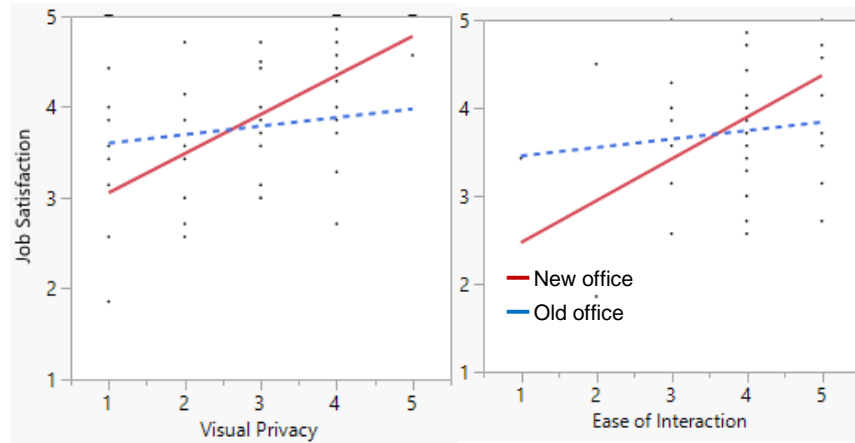 5
4
3
2
1
Job Satisfaction
1 2 3 4 5
Visual Privacy
5
4
3
2
1
New office
Old office
1 2 3 4 5
Ease of Interaction